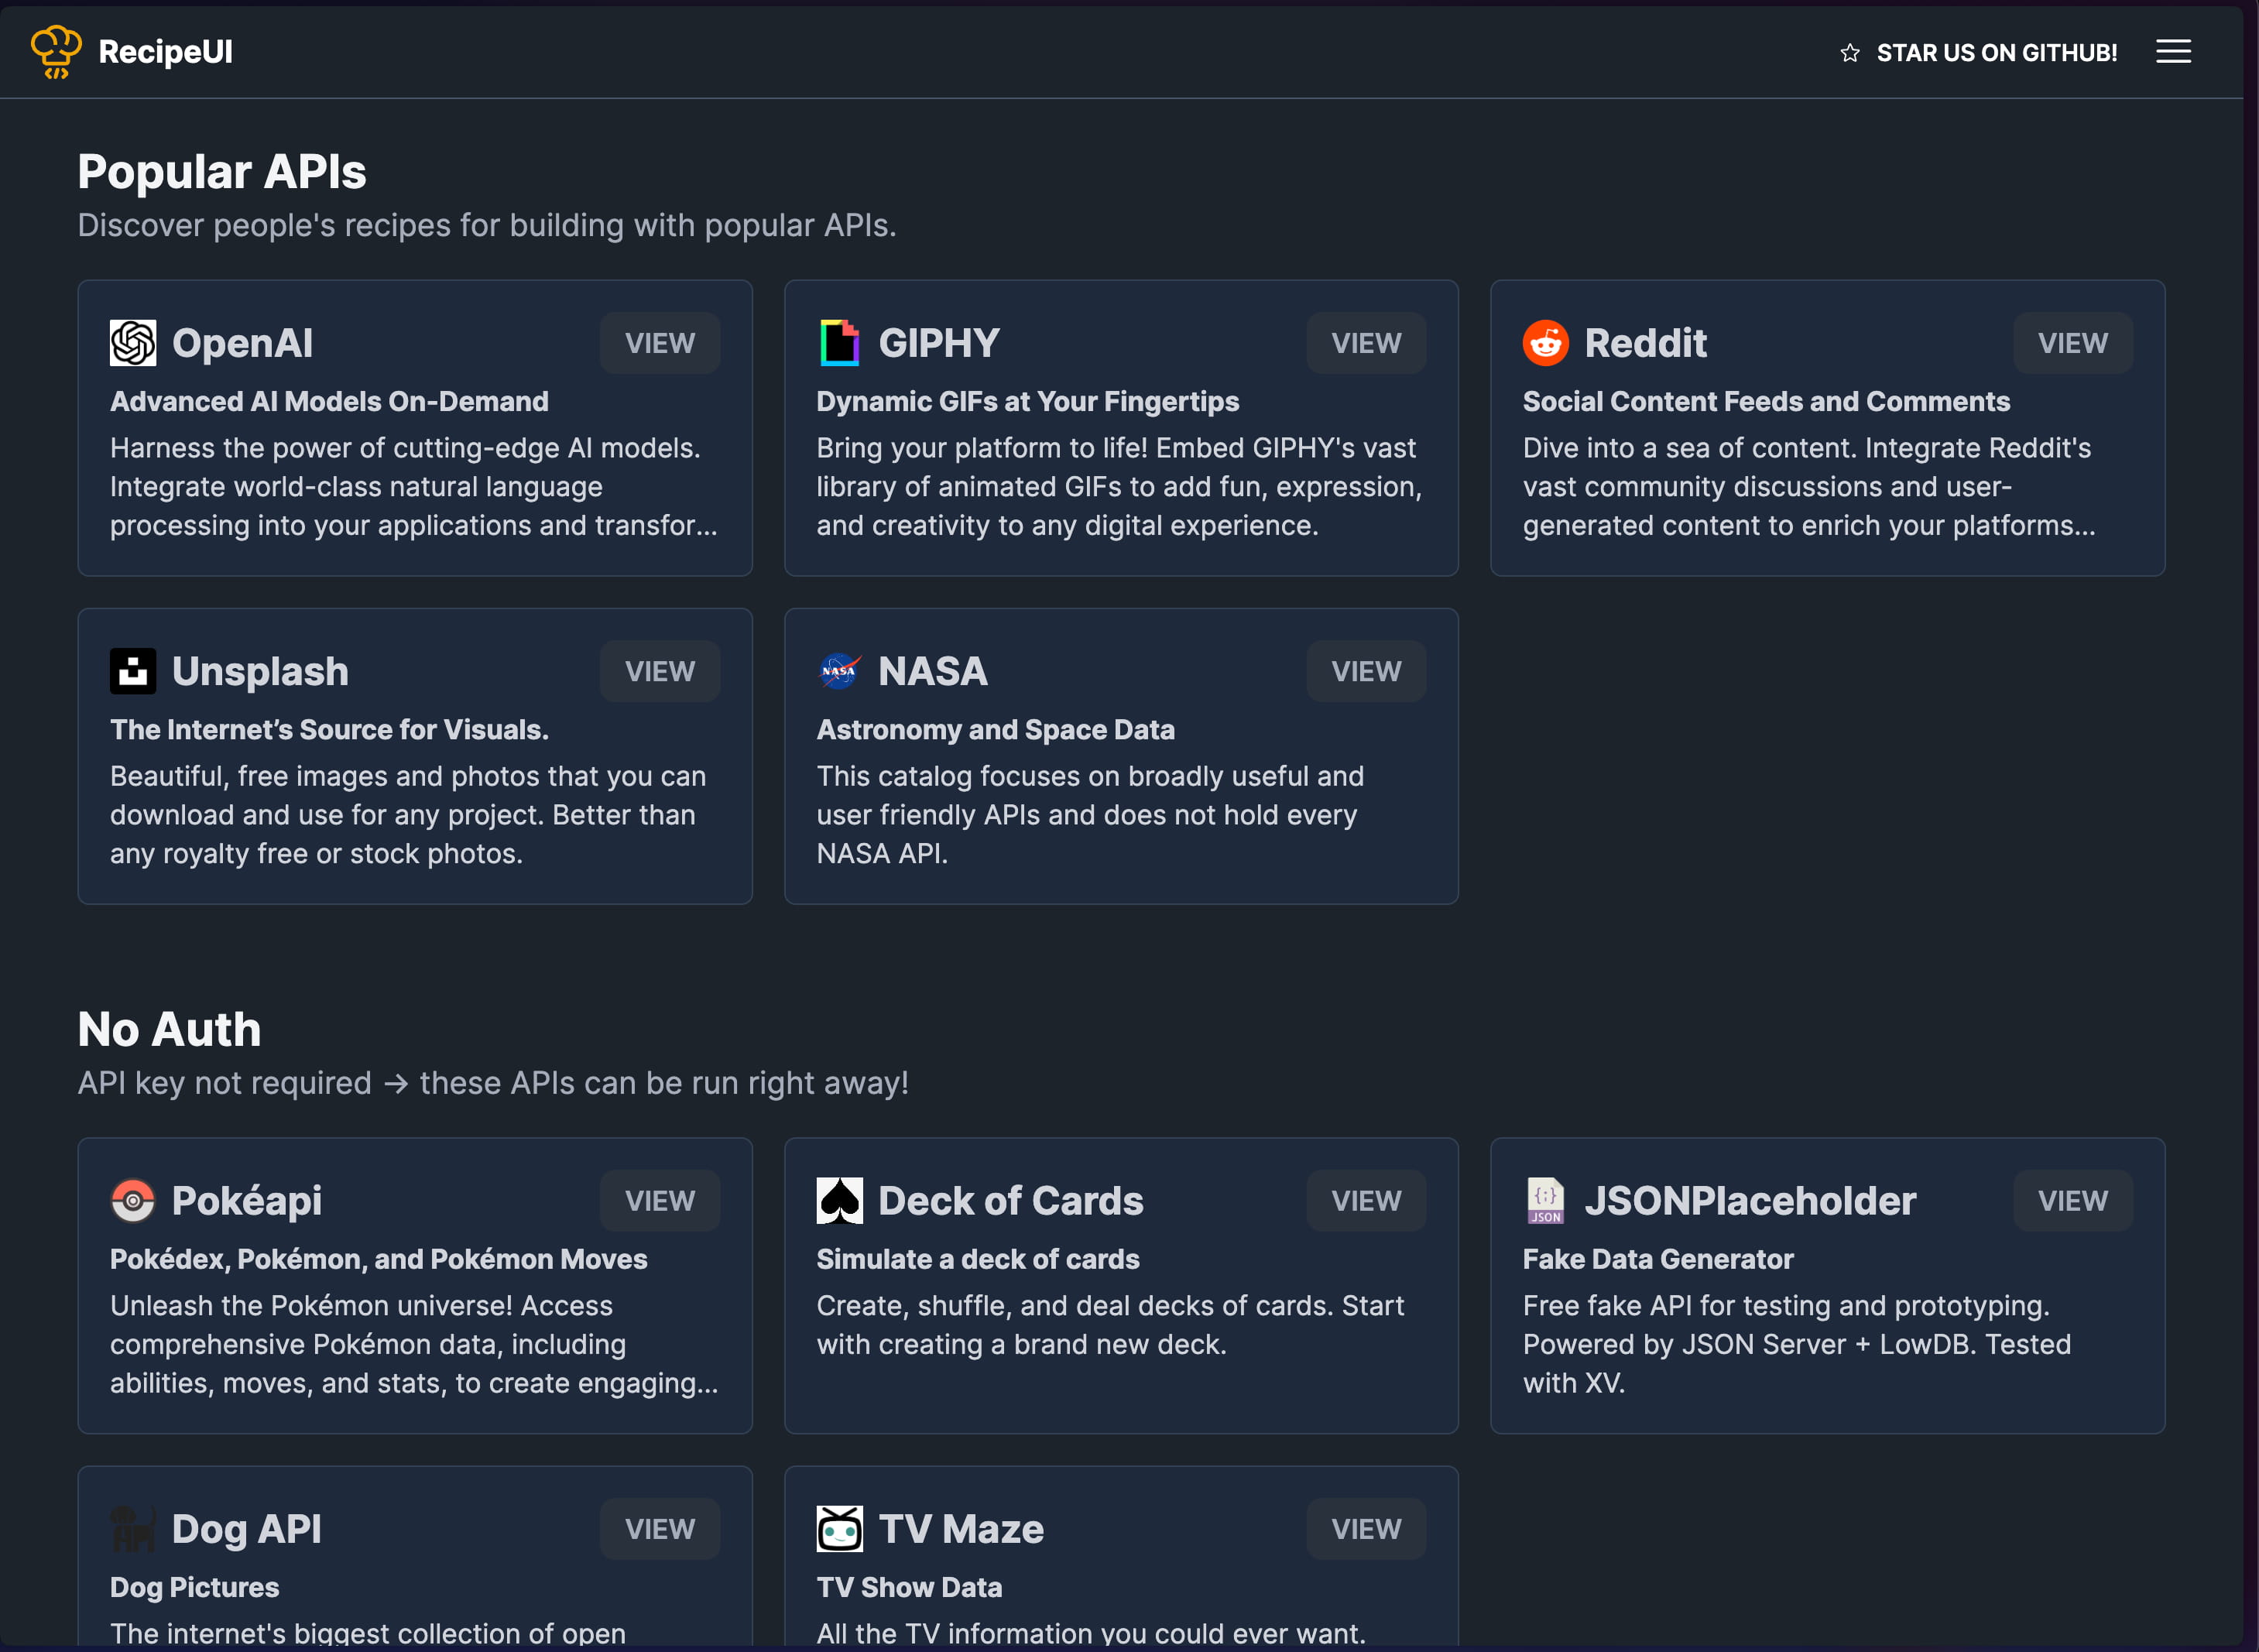 RecipeUI
STAR US ON GITHUB!
Popular APIs
Discover people's recipes for building with popular APIs.
OpenAI
VIEW
Advanced AI Models On-Demand
Harness the power of cutting-edge AI models.
Integrate world-class natural language
processing into your applications and transfor...
GIPHY
VIEW
Dynamic GIFs at Your Fingertips
Bring your platform to life! Embed GIPHY's vast
library of animated GIFs to add fun, expression,
and creativity to any digital experience.
Reddit
VIEW
Social Content Feeds and Comments
Dive into a sea of content. Integrate Reddit's
vast community discussions and user-
generated content to enrich your platforms...
Unsplash
VIEW
The Internet’s Source for Visuals.
Beautiful, free images and photos that you can
download and use for any project. Better than
any royalty free or stock photos.
NASA
NASA
VIEW
Astronomy and Space Data
This catalog focuses on broadly useful and
user friendly APIs and does not hold every
NASA API.
No Auth
API key not required → these APIs can be run right away!
Pokéapi
VIEW
Pokédex, Pokémon, and Pokémon Moves
Unleash the Pokémon universe! Access
comprehensive Pokémon data, including
abilities, moves, and stats, to create engaging...
Deck of Cards
VIEW
Simulate a deck of cards
Create, shuffle, and deal decks of cards. Start
with creating a brand new deck.
{;}
JSON
JSONPlaceholder
VIEW
Fake Data Generator
Free fake API for testing and prototyping.
Powered by JSON Server + LowDB. Tested
with XV.
Dog API
VIEW
Dog Pictures
The internet's biggest collection of open
TV Maze
VIEW
TV Show Data
All the TV information you could ever want.